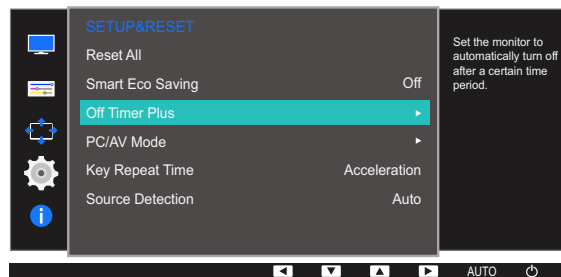 SETUP&RESET
Reset All
Smart Eco Saving Off
Off Timer Plus
PC/AV Mode
Key Repeat Time Acceleration
Source Detection Auto
Set the monitor to
automatically turn off
after a certain time
period.
AUTO